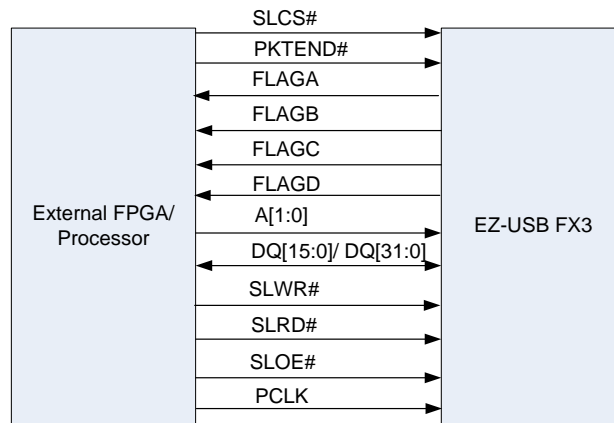 SLCS#
PKTEND#
FLAGA
FLAGB
FLAGC
FLAGD
External FPGA/
Processor
A[1:0]
EZ-USB FX3
DQ[15:0]/ DQ[31:0]
SLWR#
SLRD#
SLOE#
PCLK